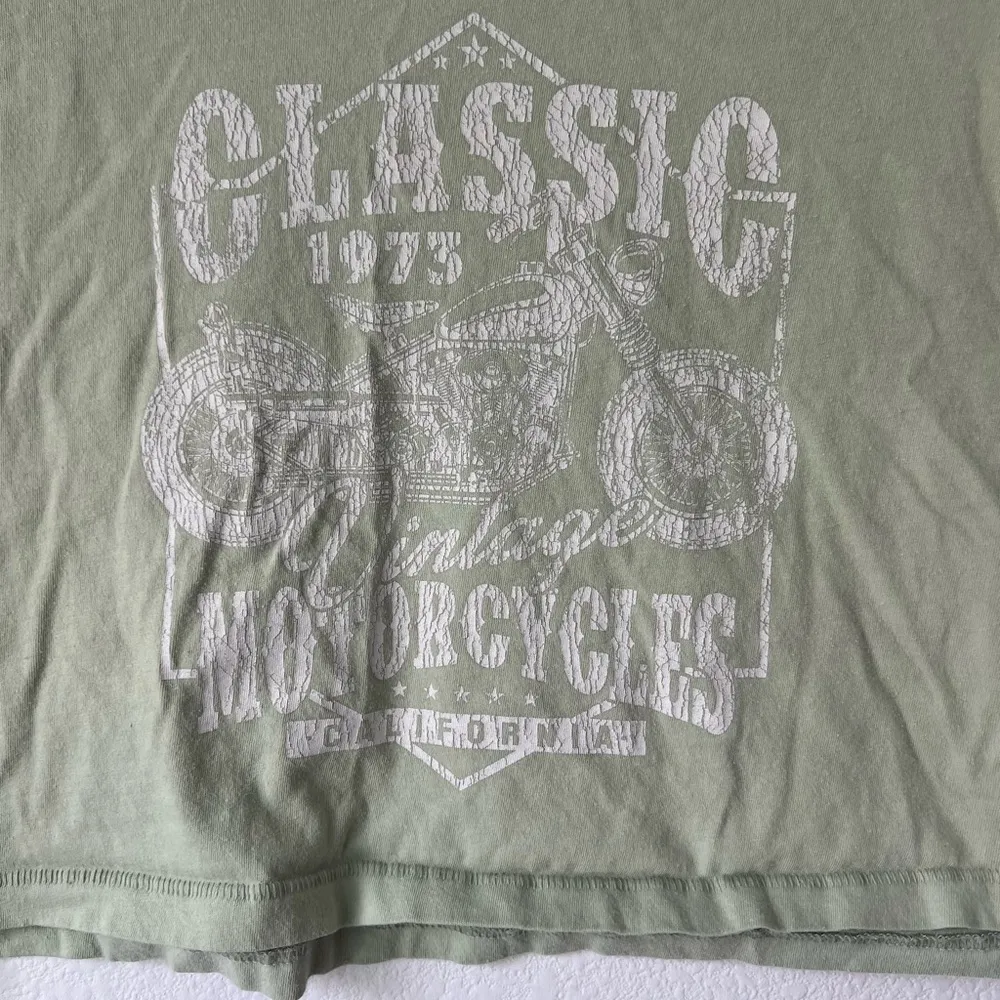 CLASSIC
1973
Vintage
MOTORCYCLES
CALIFORNIA